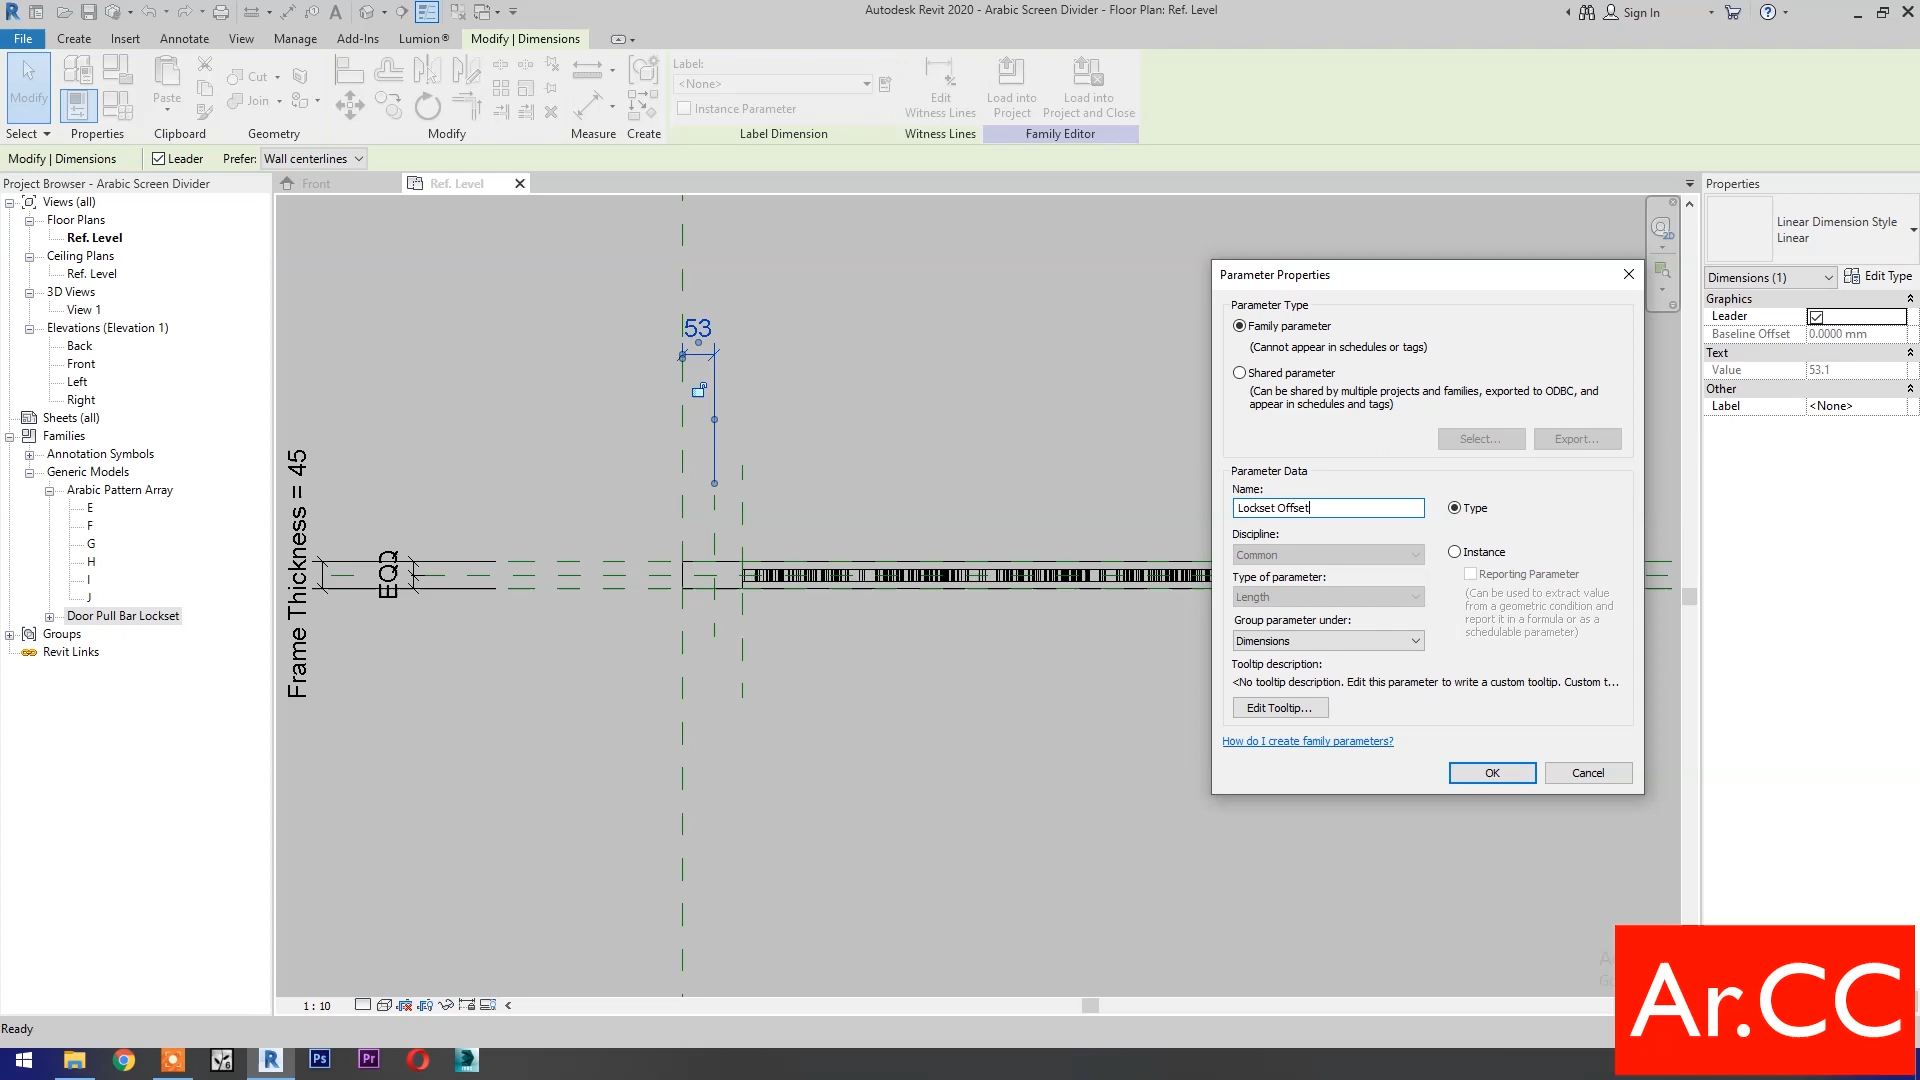 Autodesk Revit 2020 - Arabic Screen Divider - Floor Plan: Ref. Level
Sign In
File Create Insert Annotate View Manage Add-Ins Lumion® Modify | Dimensions
Modify
Paste
Cut
Join
Label:
<None>
Instance Parameter
Edit
Witness Lines
Load into
Project
Load into
Project and Close
Select Properties Clipboard Geometry Modify Measure Create Label Dimension Witness Lines Family Editor
Modify | Dimensions Leader Prefer: Wall centerlines
Project Browser - Arabic Screen Divider
Views (all)
Floor Plans
Ref. Level
Ceiling Plans
Ref. Level
3D Views
View 1
Elevations (Elevation 1)
Back
Front
Left
Right
Sheets (all)
Families
Annotation Symbols
Generic Models
Arabic Pattern Array
E
F
G
H
I
J
Door Pull Bar Lockset
Groups
Revit Links
Front
Ref. Level
53
Frame Thickness = 45
EQ
2D
Parameter Properties
Parameter Type
Family parameter
(Cannot appear in schedules or tags)
Shared parameter
(Can be shared by multiple projects and families, exported to ODBC, and
appear in schedules and tags)
Select...
Export...
Parameter Data
Name:
Lockset Offset
Type
Discipline:
Common
Instance
Reporting Parameter
Type of parameter:
Length
(Can be used to extract value
from a geometric condition and
report it in a formula or as a
schedulable parameter)
Group parameter under:
Dimensions
Tooltip description:
<No tooltip description. Edit this parameter to write a custom tooltip. Custom t...
Edit Tooltip...
How do I create family parameters?
OK
Cancel
Properties
Linear Dimension Style
Linear
Dimensions (1)
Edit Type
Graphics
Leader
Baseline Offset 0.0000 mm
Text
Value 53.1
Other
Label <None>
1 : 10
Ready
Ps
Pr
Ar.CC